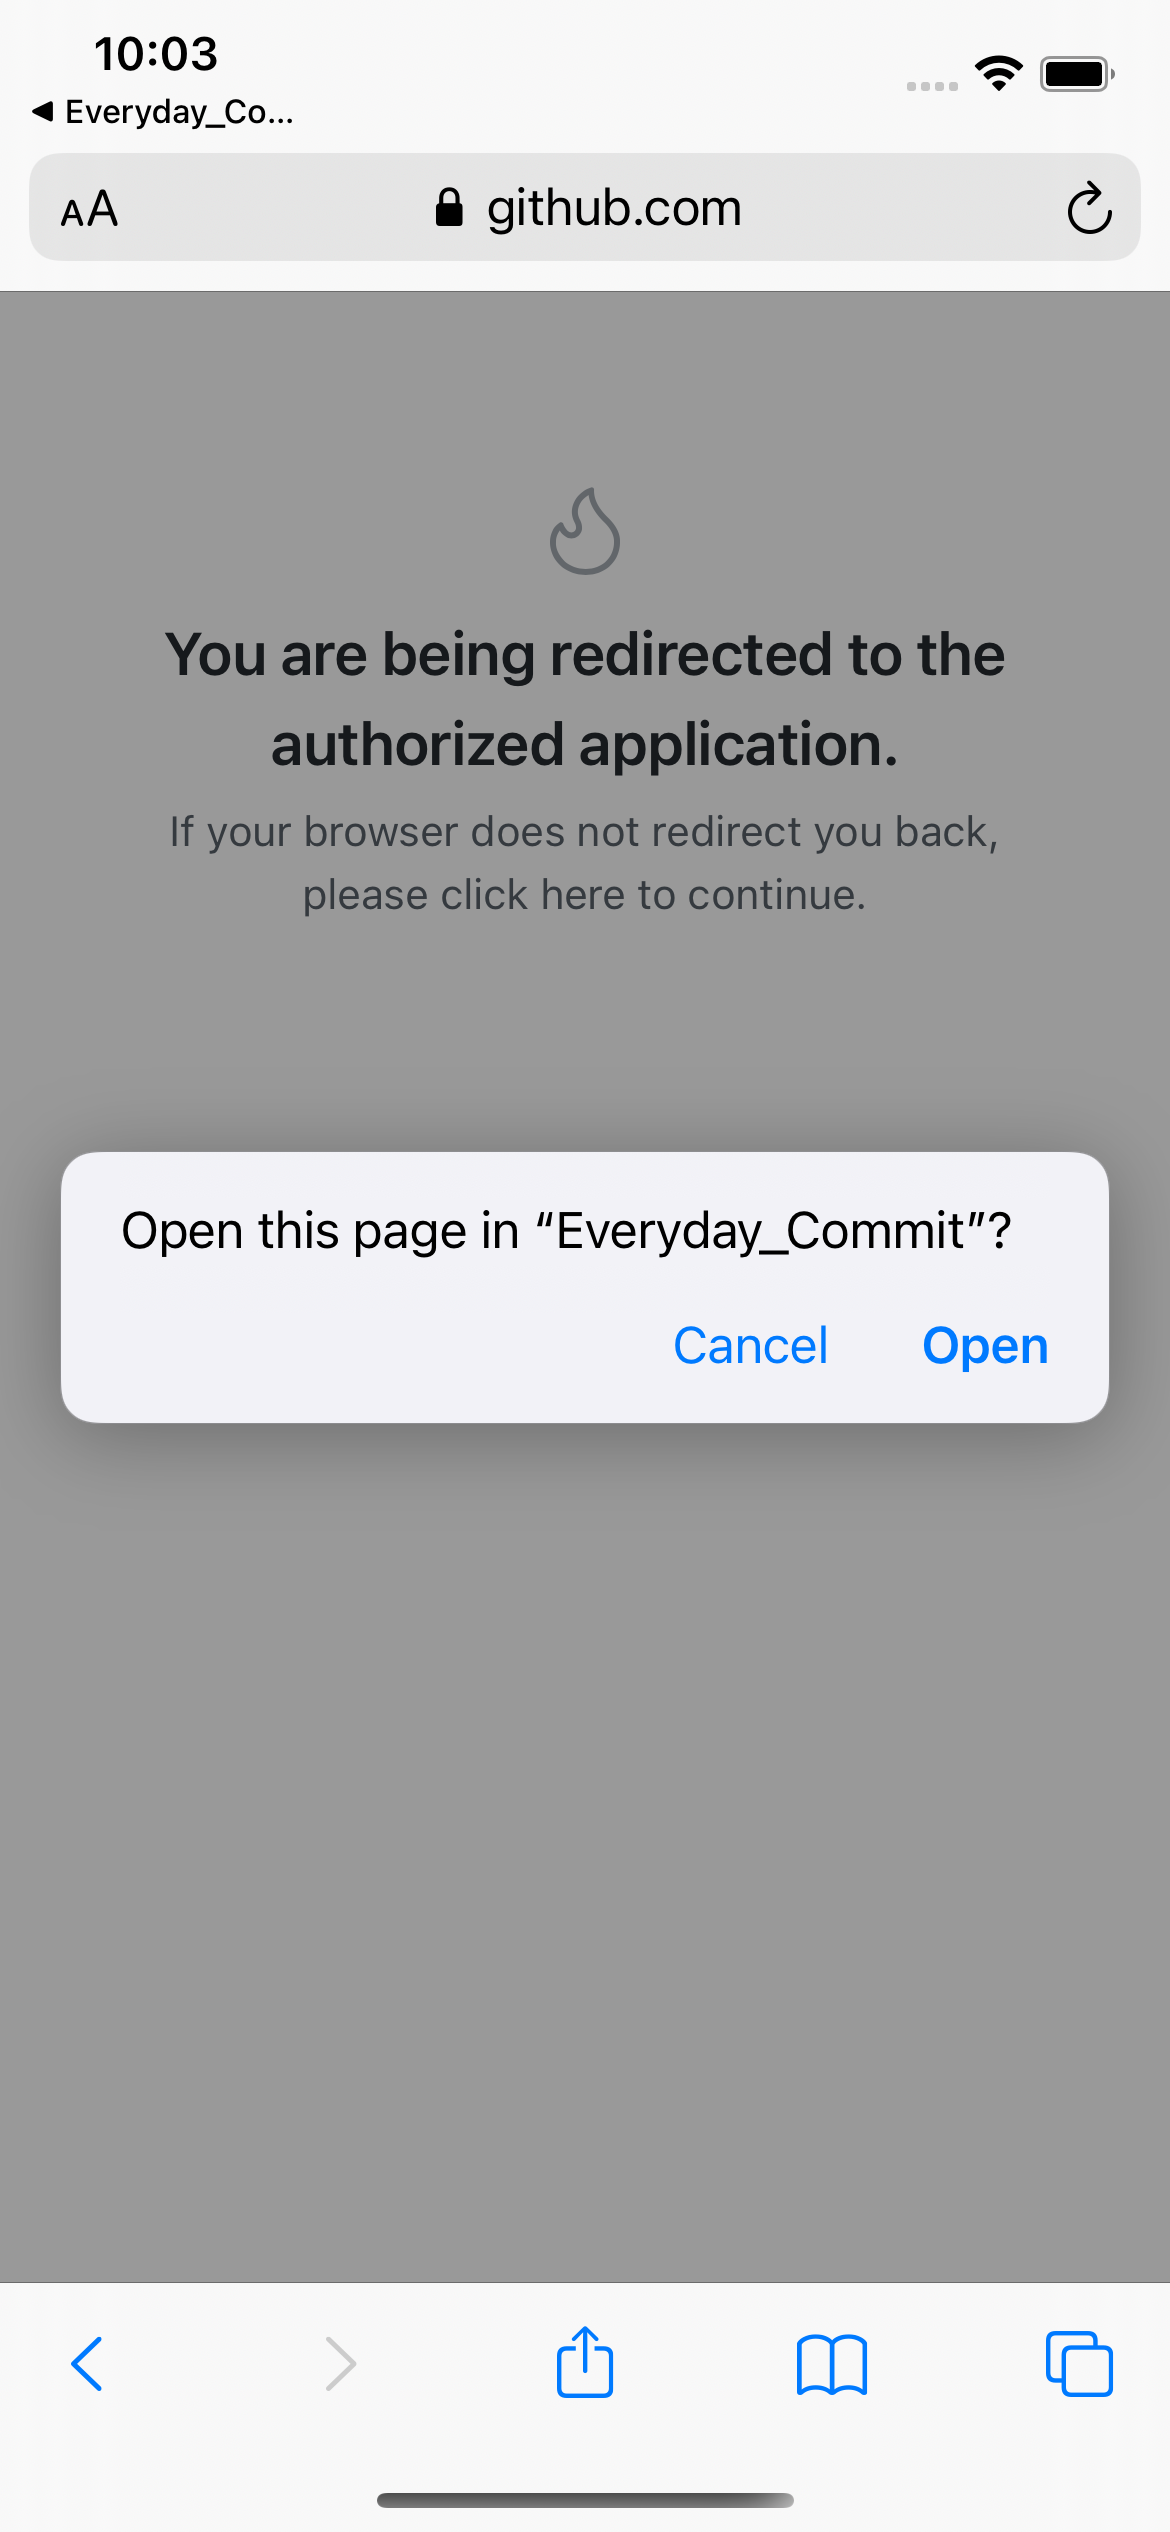 10:03
◀ Everyday_Co...
AA
github.com
You are being redirected to the
authorized application.
If your browser does not redirect you back,
please click here to continue.
Open this page in “Everyday_Commit”?
Cancel
Open